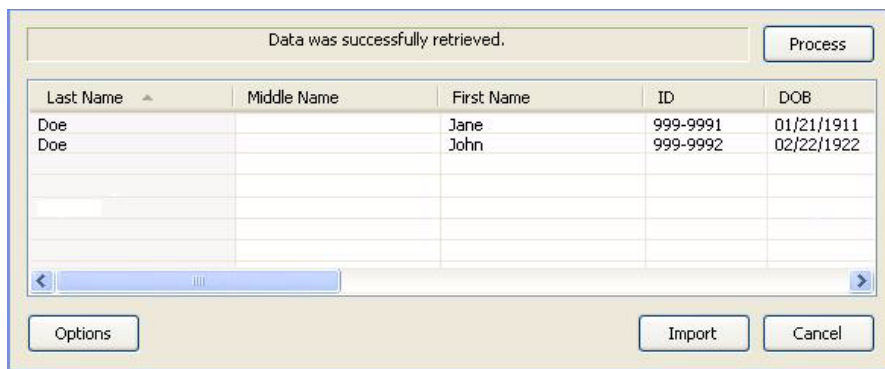 Data was successfully retrieved. Process
Last Name Middle Name First Name ID DOB
Doe Jane 999-9991 01/21/1911
Doe John 999-9992 02/22/1922
Options Import Cancel